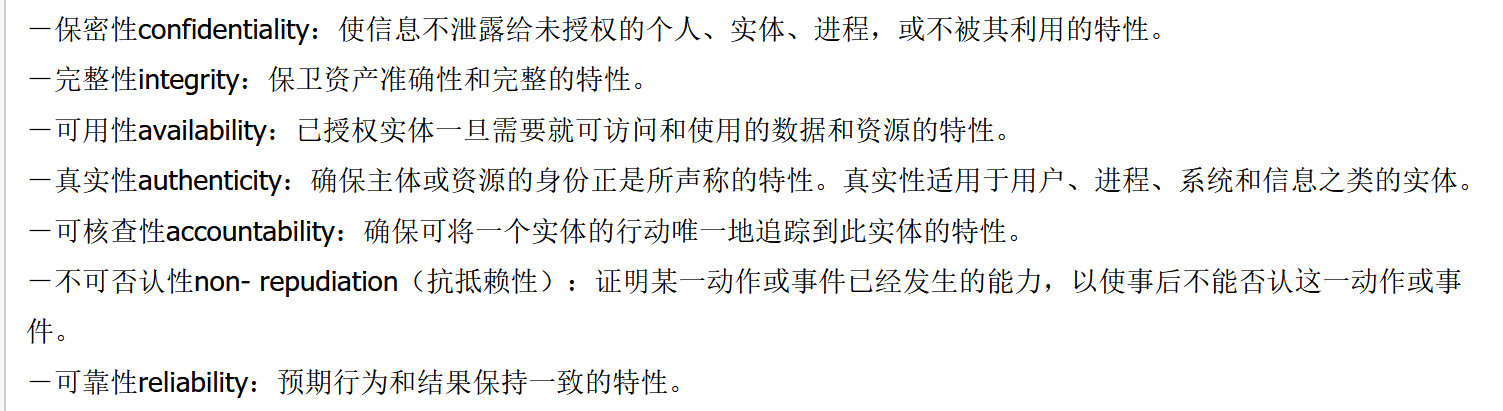 －保密性confidentiality：使信息不泄露给未授权的个人、实体、进程，或不被其利用的特性。
－完整性integrity：保卫资产准确性和完整的特性。
－可用性availability：已授权实体一旦需要就可访问和使用的数据和资源的特性。
－真实性authenticity：确保主体或资源的身份正是所声称的特性。真实性适用于用户、进程、系统和信息之类的实体。
－可核查性accountability：确保可将一个实体的行动唯一地追踪到此实体的特性。
－不可否认性non- repudiation（抗抵赖性）：证明某一动作或事件已经发生的能力，以使事后不能否认这一动作或事
件。
－可靠性reliability：预期行为和结果保持一致的特性。